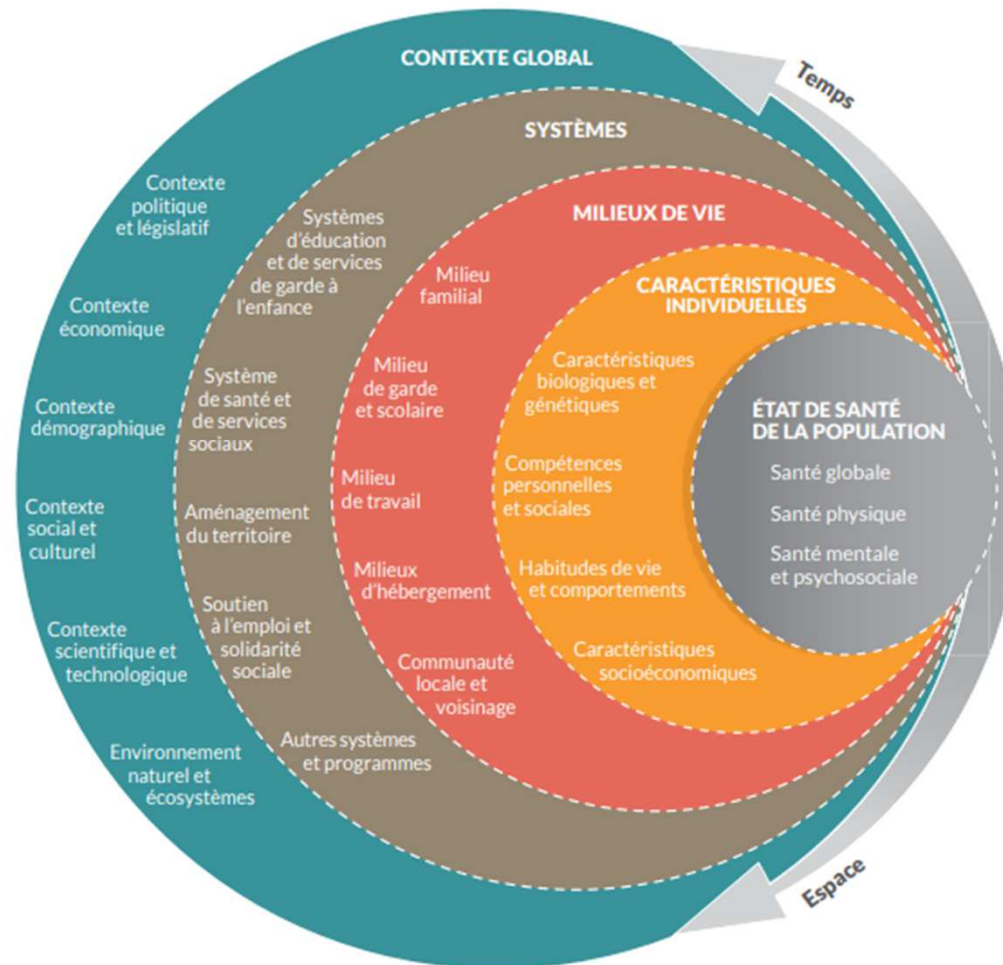 CONTEXTE GLOBAL
Temps
SYSTÈMES
Contexte
politique
et législatif
Systèmes
d'éducation
et de services
de garde à
l'enfance
MILIEUX DE VIE
Milieu
familial
CARACTÉRISTIQUES
INDIVIDUELLES
Contexte
économique
Caractéristiques
biologiques et
génétiques
Milieu
de garde
et scolaire
Système
de santé et
de services
sociaux
Contexte
démographique
ÉTAT DE SANTÉ
DE LA POPULATION
Santé globale
Santé physique
Santé mentale
et psychosociale
Compétences
personnelles
et sociales
Milieu
de travail
Aménagement
du territoire
Contexte
social et
culturel
Habitudes de vie
et comportements
Milieux
d'hébergement
Soutien
à l'emploi et
solidarité
sociale
Contexte
scientifique et
technologique
Caractéristiques
socioéconomiques
Communauté
locale et
voisinage
Autres systèmes
et programmes
Environnement
naturel et
écosystèmes
Espace